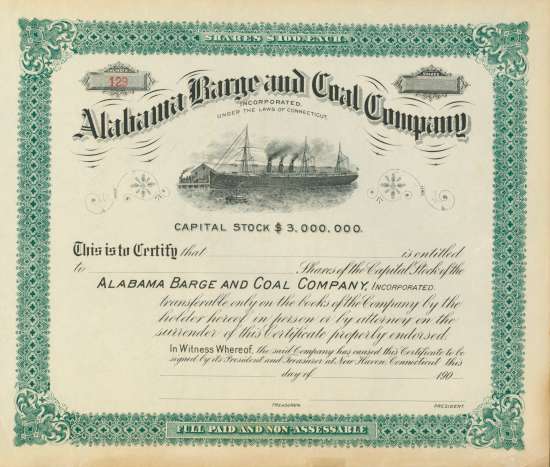 SHARES $100 EACH.
NUMBER
129
SHARES
Alabama Barge and Coal Company
INCORPORATED,
UNDER THE LAWS OF CONNECTICUT.
CAPITAL STOCK $3,000,000.
This is to Certify that is entitled
to Shares of the Capital Stock of the
ALABAMA BARGE AND COAL COMPANY, INCORPORATED.
transferable only on the books of the Company by the
holder hereof in person or by attorney on the
surrender of this Certificate properly endorsed.
In Witness Whereof, the said Company has caused this Certificate to be
signed by its President and Treasurer at New Haven, Connecticut this
day of 190
TREASURER. PRESIDENT.
FULL PAID AND NON-ASSESSABLE